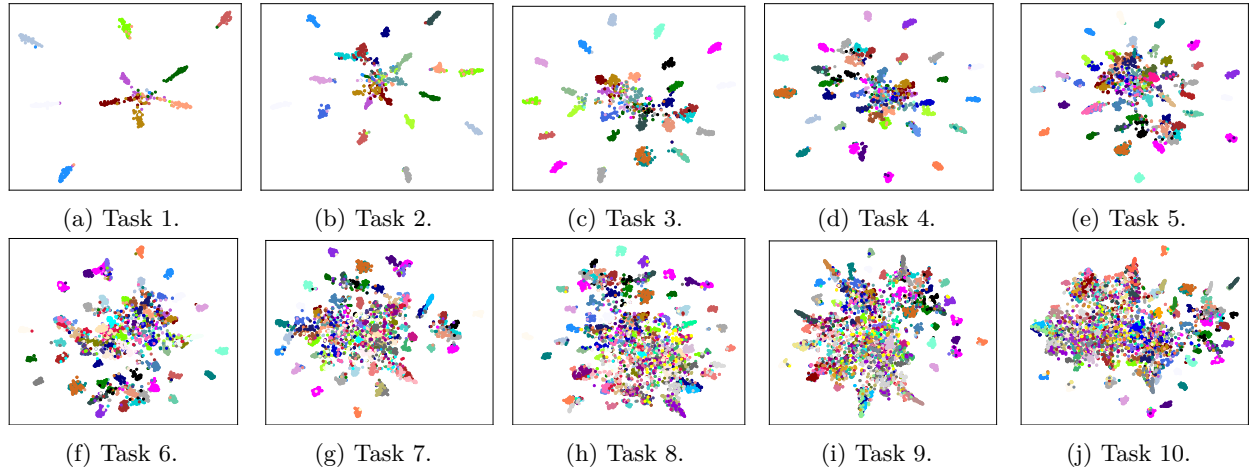 (a) Task 1.
(b) Task 2.
(c) Task 3.
(d) Task 4.
(e) Task 5.
(f) Task 6.
(g) Task 7.
(h) Task 8.
(i) Task 9.
(j) Task 10.